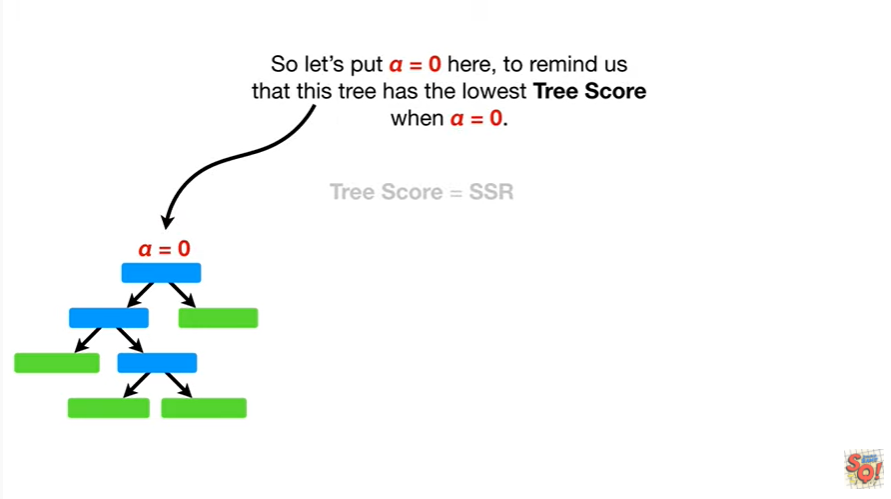 So let's put α = 0 here, to remind us
that this tree has the lowest Tree Score
when α = 0.
Tree Score = SSR
α = 0
SQ!